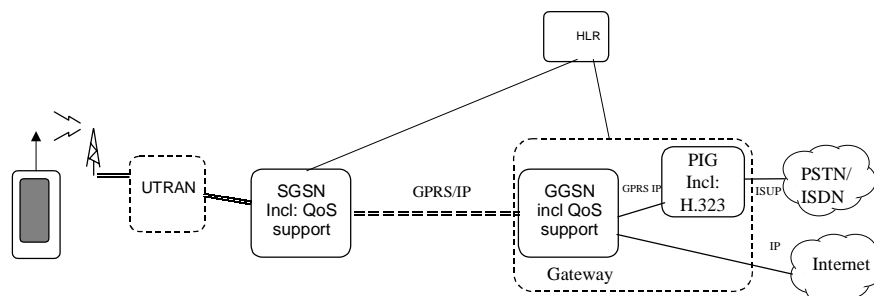 HLR
UTRAN
SGSN
Incl: QoS
support
GPRS/IP
GGSN
incl QoS
support
GPRS IP
PIG
Incl:
H.323
ISUP
PSTN/
ISDN
IP
Internet
Gateway